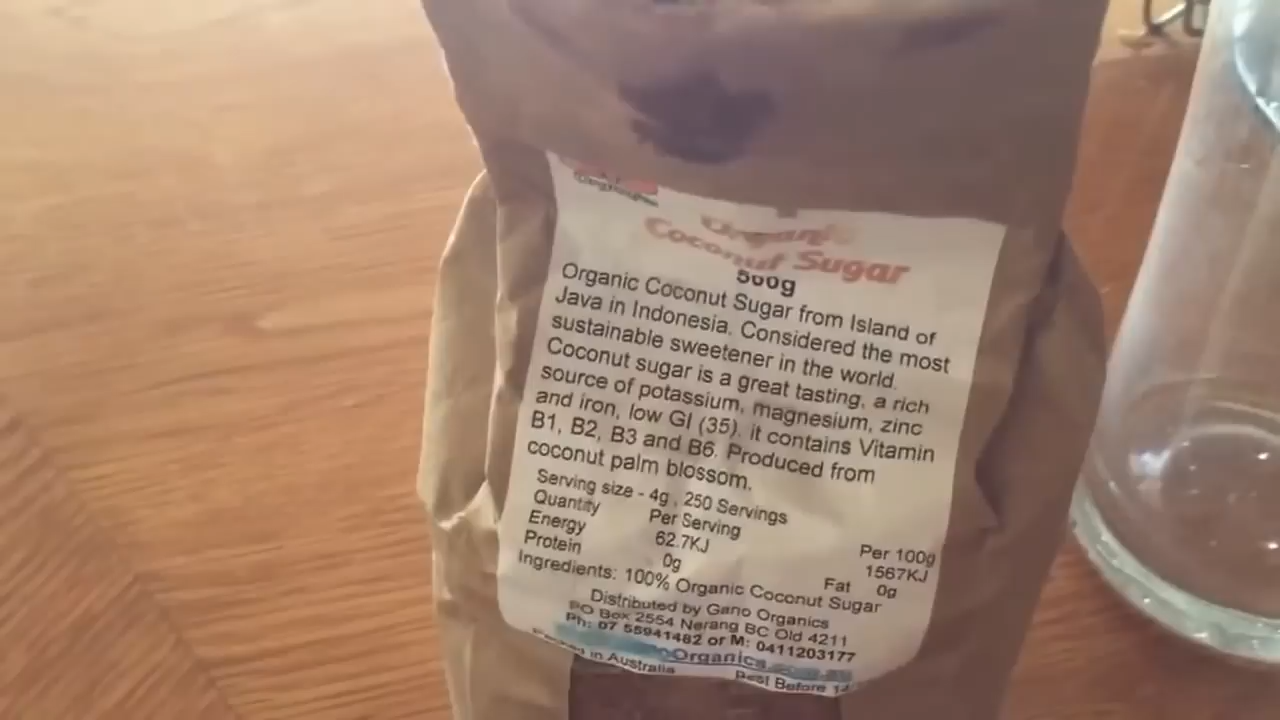 Organic
Coconut Sugar
500g
Organic Coconut Sugar from Island of
Java in Indonesia. Considered the most
sustainable sweetener in the world.
Coconut sugar is a great tasting, a rich
source of potassium, magnesium, zinc
and iron, low GI (35). it contains Vitamin
B1, B2, B3 and B6. Produced from
coconut palm blossom.
Serving size - 4g , 250 Servings
Quantity Per Serving Per 100g
Energy 62.7KJ 1567KJ
Protein 0g Fat 0g
Ingredients: 100% Organic Coconut Sugar
Distributed by Gano Organics
PO Box 2554 Nerang BC Qld 4211
Ph: 07 55941482 or M: 0411203177
Organics
Packed in Australia Best Before 14